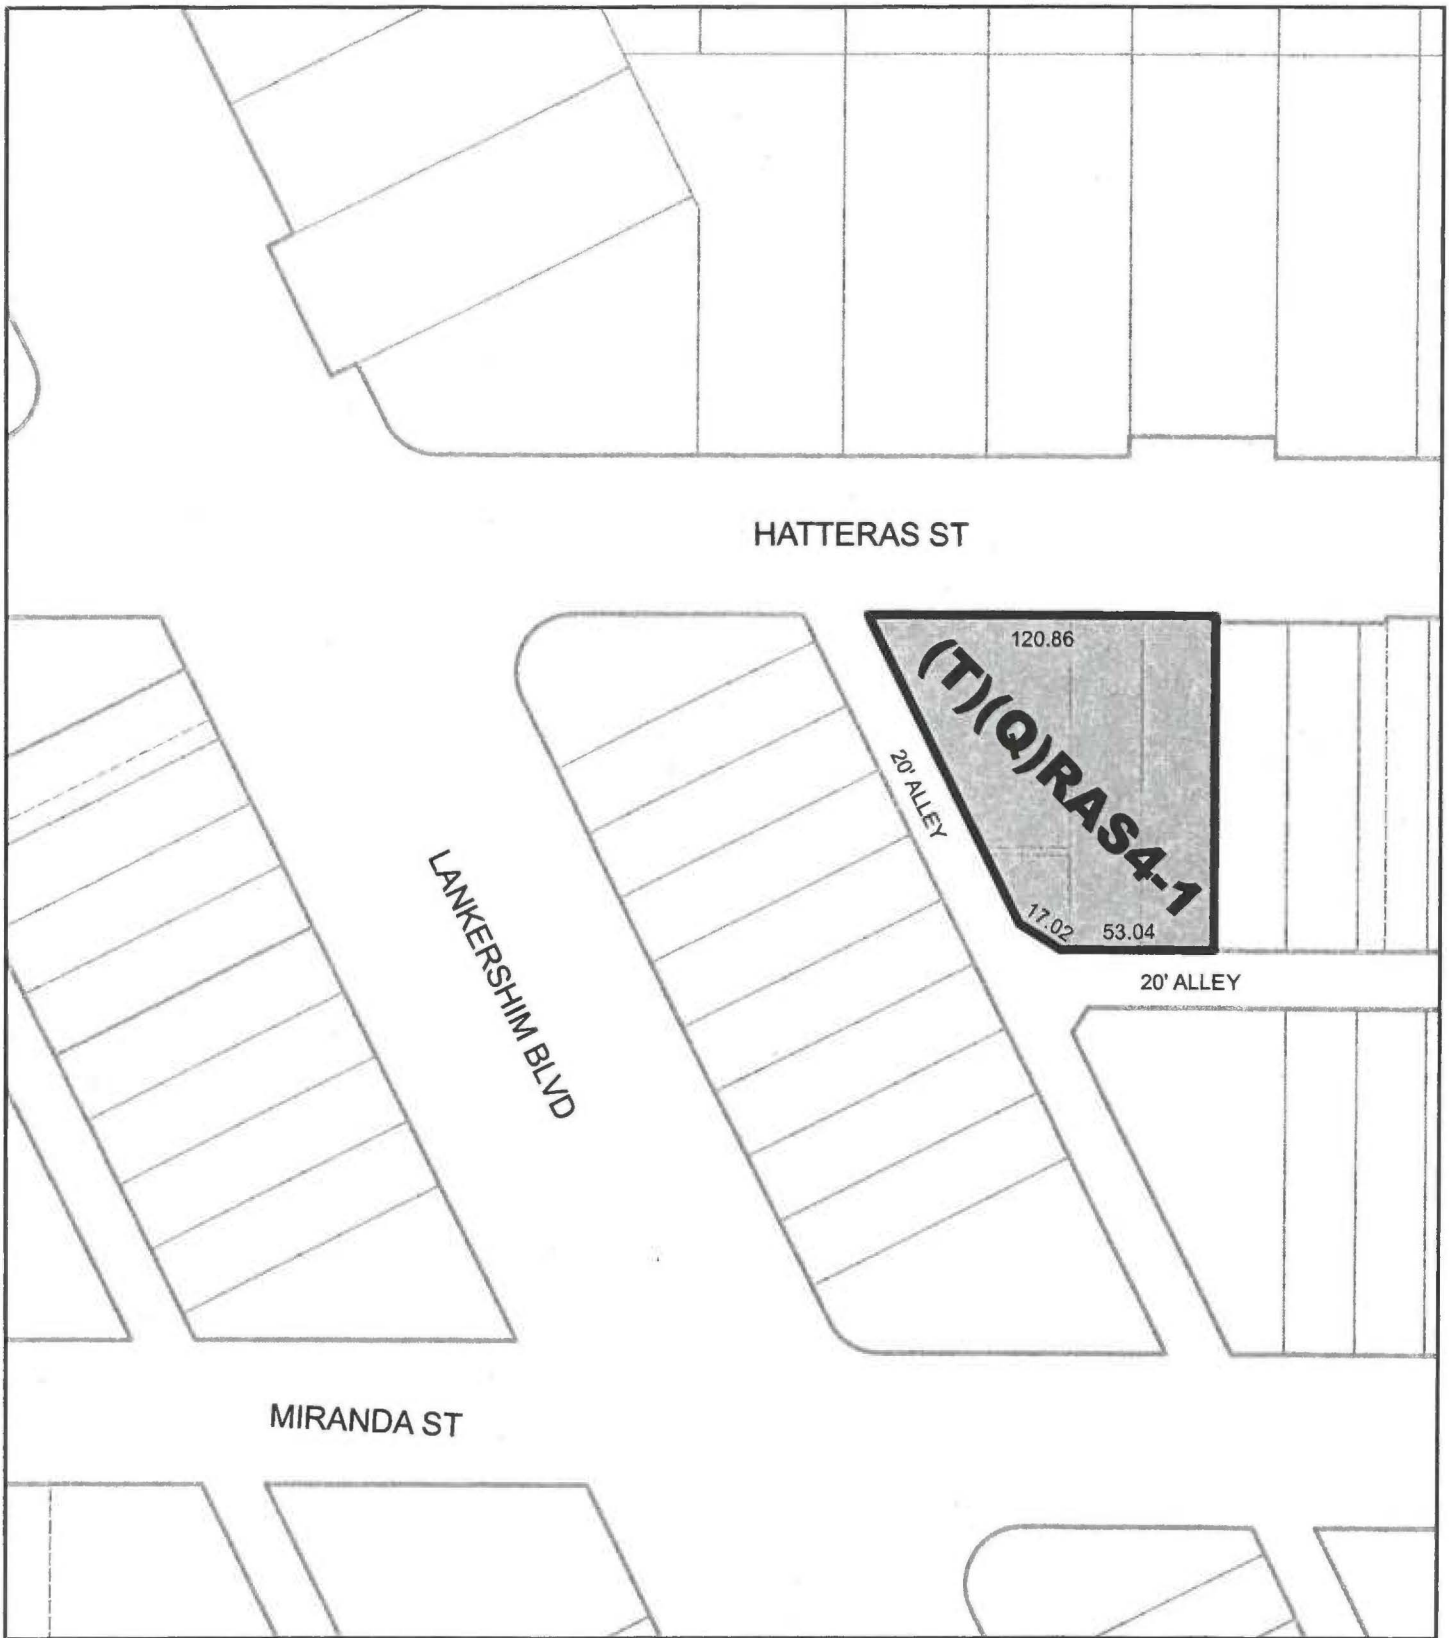 HATTERAS ST
120.86
(T)(Q)RAS4-1
20' ALLEY
17.02
53.04
20' ALLEY
LANKERSHIM BLVD
MIRANDA ST